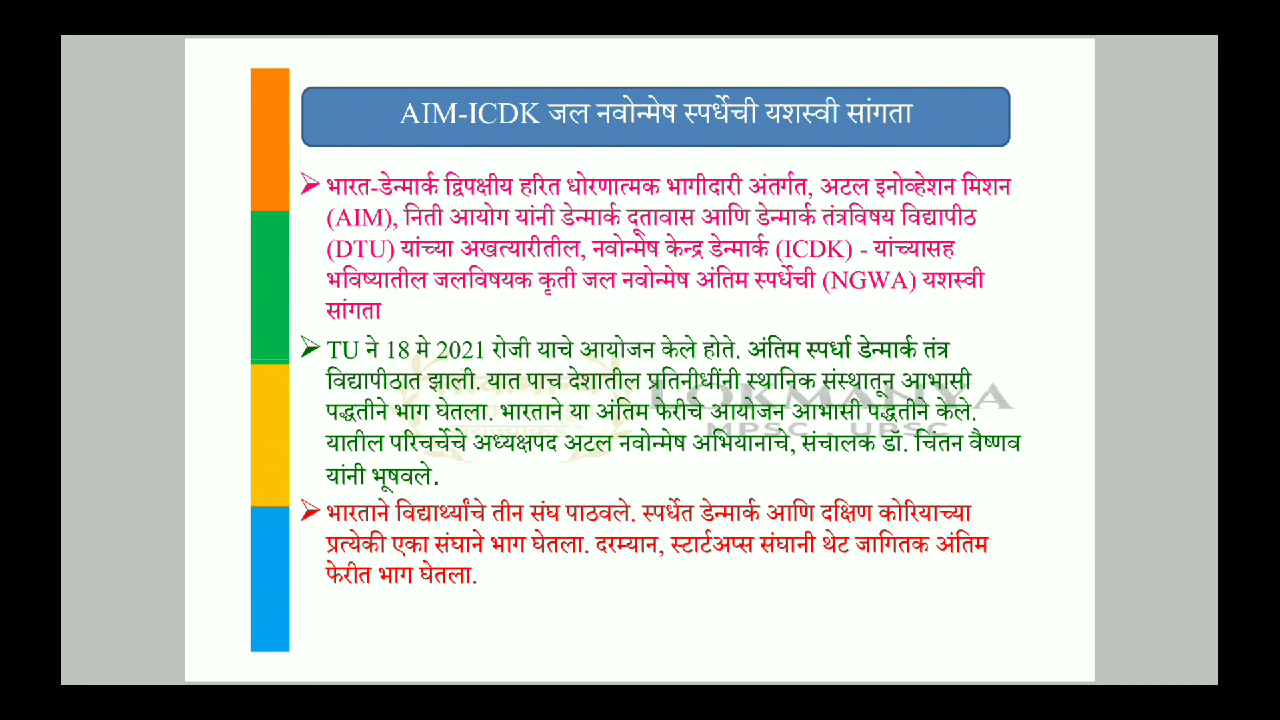 AIM-ICDK जल नवोन्मेष स्पर्धेची यशस्वी सांगता
भारत-डेन्मार्क द्विपक्षीय हरित धोरणात्मक भागीदारी अंतर्गत, अटल इनोव्हेशन मिशन
(AIM), निती आयोग यांनी डेन्मार्क दूतावास आणि डेन्मार्क तंत्रविषय विद्यापीठ
(DTU) यांच्या अखत्यारीतील, नवोन्मेष केन्द्र डेन्मार्क (ICDK) - यांच्यासह
भविष्यातील जलविषयक कृती जल नवोन्मेष अंतिम स्पर्धेची (NGWA) यशस्वी
सांगता
TU ने 18 मे 2021 रोजी याचे आयोजन केले होते. अंतिम स्पर्धा डेन्मार्क तंत्र
विद्यापीठात झाली. यात पाच देशातील प्रतिनीधींनी स्थानिक संस्थातून आभासी
पद्धतीने भाग घेतला. भारताने या अंतिम फेरीचे आयोजन आभासी पद्धतीने केले.
यातील परिचर्चेचे अध्यक्षपद अटल नवोन्मेष अभियानाचे, संचालक डॉ. चिंतन वैष्णव
यांनी भूषवले.
भारताने विद्यार्थ्यांचे तीन संघ पाठवले. स्पर्धेत डेन्मार्क आणि दक्षिण कोरियाच्या
प्रत्येकी एका संघाने भाग घेतला. दरम्यान, स्टार्टअप्स संघानी थेट जागितक अंतिम
फेरीत भाग घेतला.
LOKMANYA
MPSC . UPSC